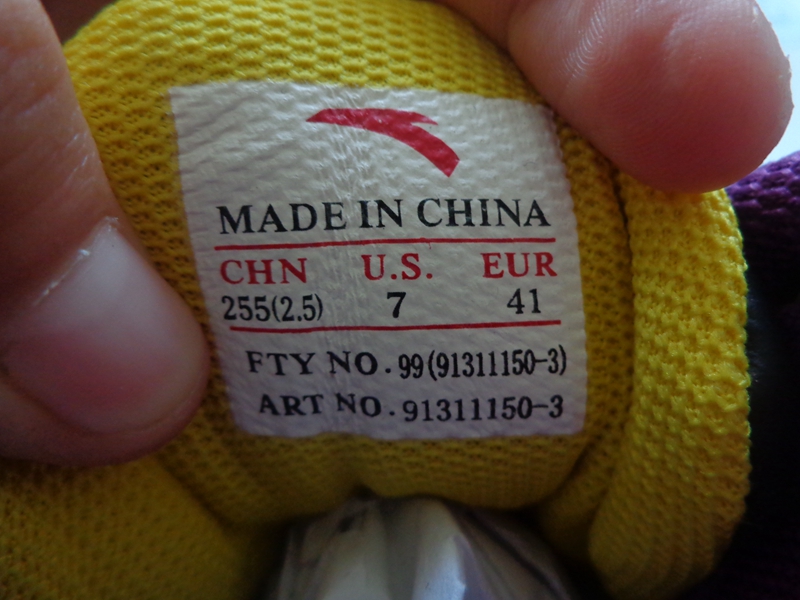 MADE IN CHINA
CHN U.S. EUR
255(2.5) 7 41
FTY NO. 99(91311150-3)
ART NO. 91311150-3